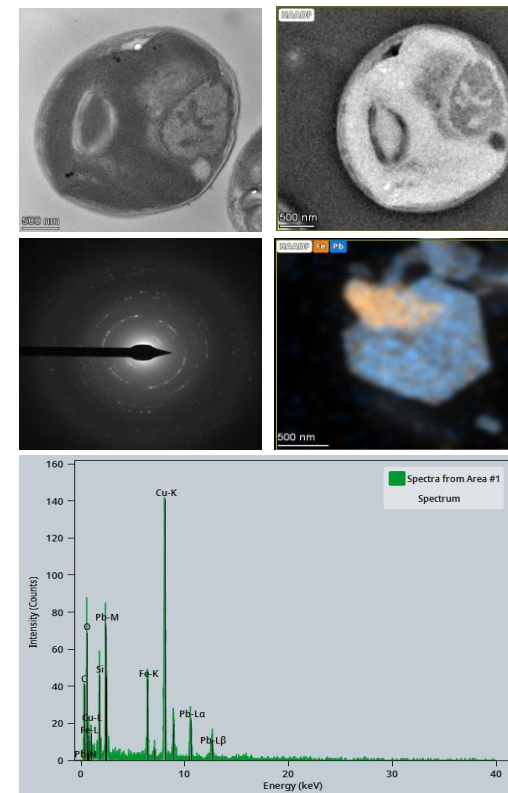 HAADF
500 nm
500 nm
HAADF Fe Pb
500 nm
Spectra from Area #1
Spectrum
Intensity (Counts)
160
140
120
100
80
60
40
20
0
Cu-K
O
Pb-M
Si
C
Fe-K
Cu-L
Fe-L
Pb-N
Pb-Lα
Pb-Lβ
0 10 20 30 40
Energy (keV)